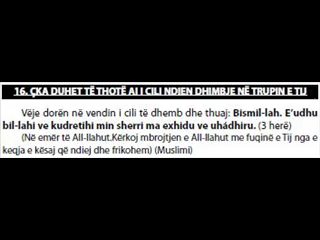 16. ÇKA DUHET TË THOTË AI I CILI NDIEN DHIMBJE NË TRUPIN E TIJ
Vëje dorën në vendin i cili të dhemb dhe thuaj: Bismil-lah. E'udhu
bil-lahi ve kudretihi min sherri ma exhidu ve uhádhiru. (3 herë)
(Në emër të All-llahut.Kërkoj mbrojtjen e All-llahut me fuqinë e Tij nga e
keqja e kësaj që ndiej dhe frikohem) (Muslimi)